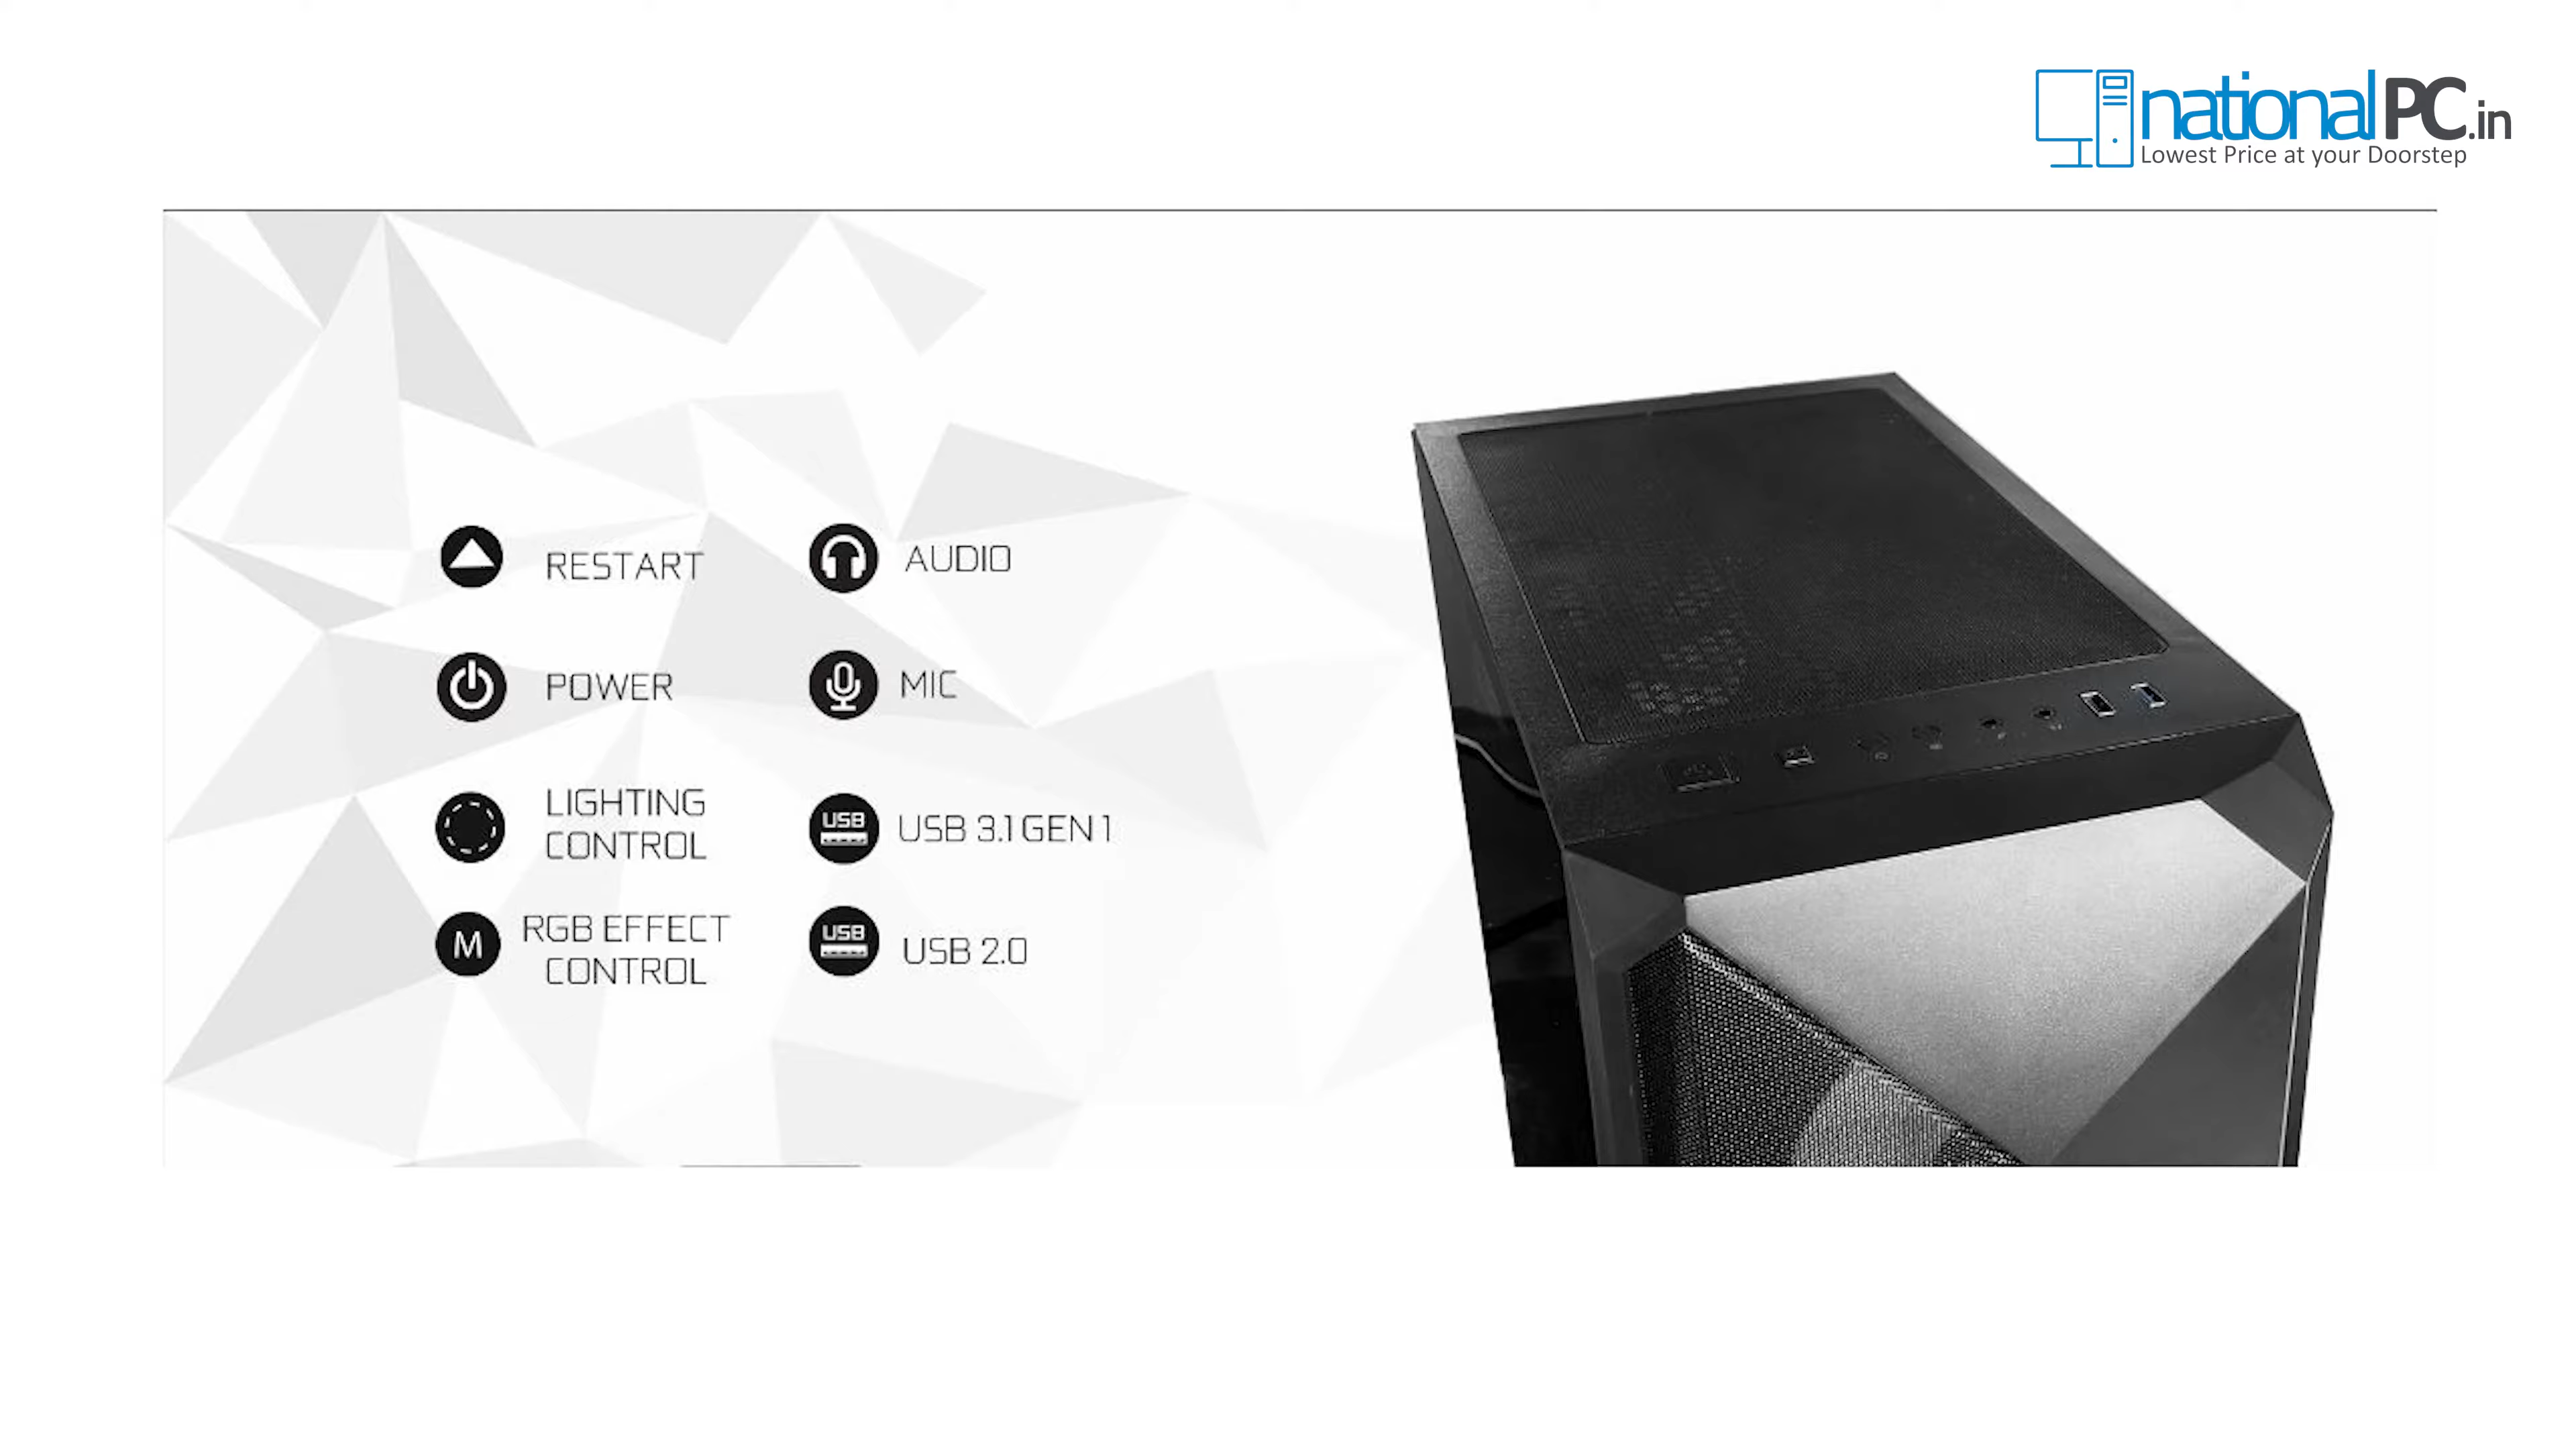 nationalPC.in
Lowest Price at your Doorstep
RESTART
AUDIO
POWER
MIC
LIGHTING
CONTROL
USB
USB 3.1 GEN 1
M
RGB EFFECT
CONTROL
USB
USB 2.0